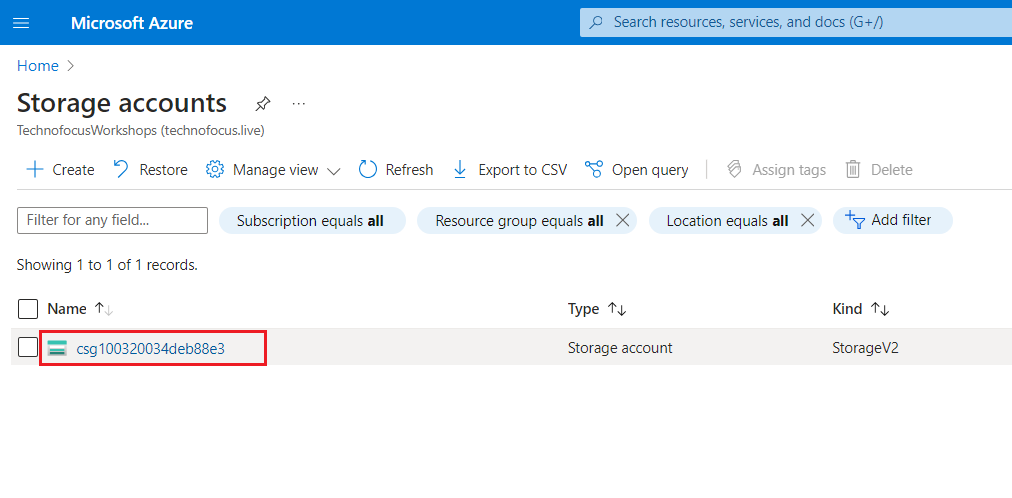 Microsoft Azure
Search resources, services, and docs (G+/)
Home
Storage accounts
TechnofocusWorkshops (technofocus.live)
Create Restore Manage view Refresh Export to CSV Open query Assign tags Delete
Filter for any field... Subscription equals all Resource group equals all Location equals all Add filter
Showing 1 to 1 of 1 records.
Name Type Kind
csg100320034deb88e3 Storage account StorageV2